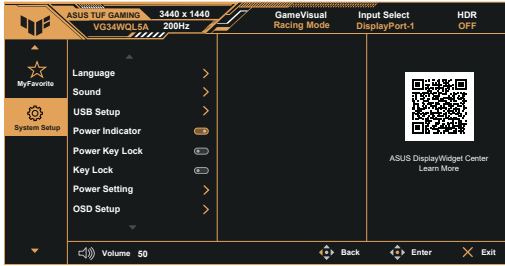 ASUS TUF GAMING 3440 x 1440
VG34WQL5A 200Hz
GameVisual Input Select HDR
Racing Mode DisplayPort-1 OFF
MyFavorite
System Setup
Language
Sound
USB Setup
Power Indicator
Power Key Lock
Key Lock
Power Setting
OSD Setup
ASUS DisplayWidget Center
Learn More
Volume 50
Back
Enter
Exit